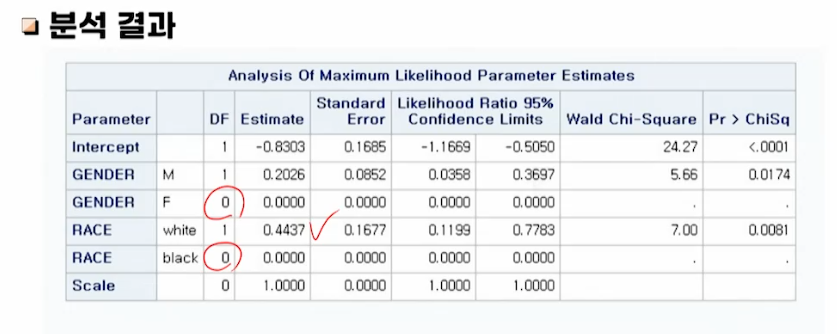 분석 결과
Analysis Of Maximum Likelihood Parameter Estimates
Parameter DF Estimate Standard Error Likelihood Ratio 95% Confidence Limits Wald Chi-Square Pr > ChiSq
Intercept 1 -0.8303 0.1685 -1.1669 -0.5050 24.27 <.0001
GENDER M 1 0.2026 0.0852 0.0358 0.3697 5.66 0.0174
GENDER F 0 0.0000 0.0000 0.0000 0.0000 . .
RACE white 1 0.4437 0.1677 0.1199 0.7783 7.00 0.0081
RACE black 0 0.0000 0.0000 0.0000 0.0000 . .
Scale 0 1.0000 0.0000 1.0000 1.0000